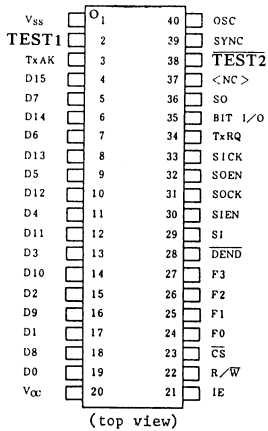 Vss 1 40 OSC
TEST1 2 39 SYNC
TxAK 3 38 TEST2
D15 4 37 <NC>
D7 5 36 SO
D14 6 35 BIT I/O
D6 7 34 TxRQ
D13 8 33 SICK
D5 9 32 SOEN
D12 10 31 SOCK
D4 11 30 SIEN
D11 12 29 SI
D3 13 28 DEND
D10 14 27 F3
D2 15 26 F2
D9 16 25 F1
D1 17 24 F0
D8 18 23 CS
D0 19 22 R/W
Vcc 20 21 IE
(top view)